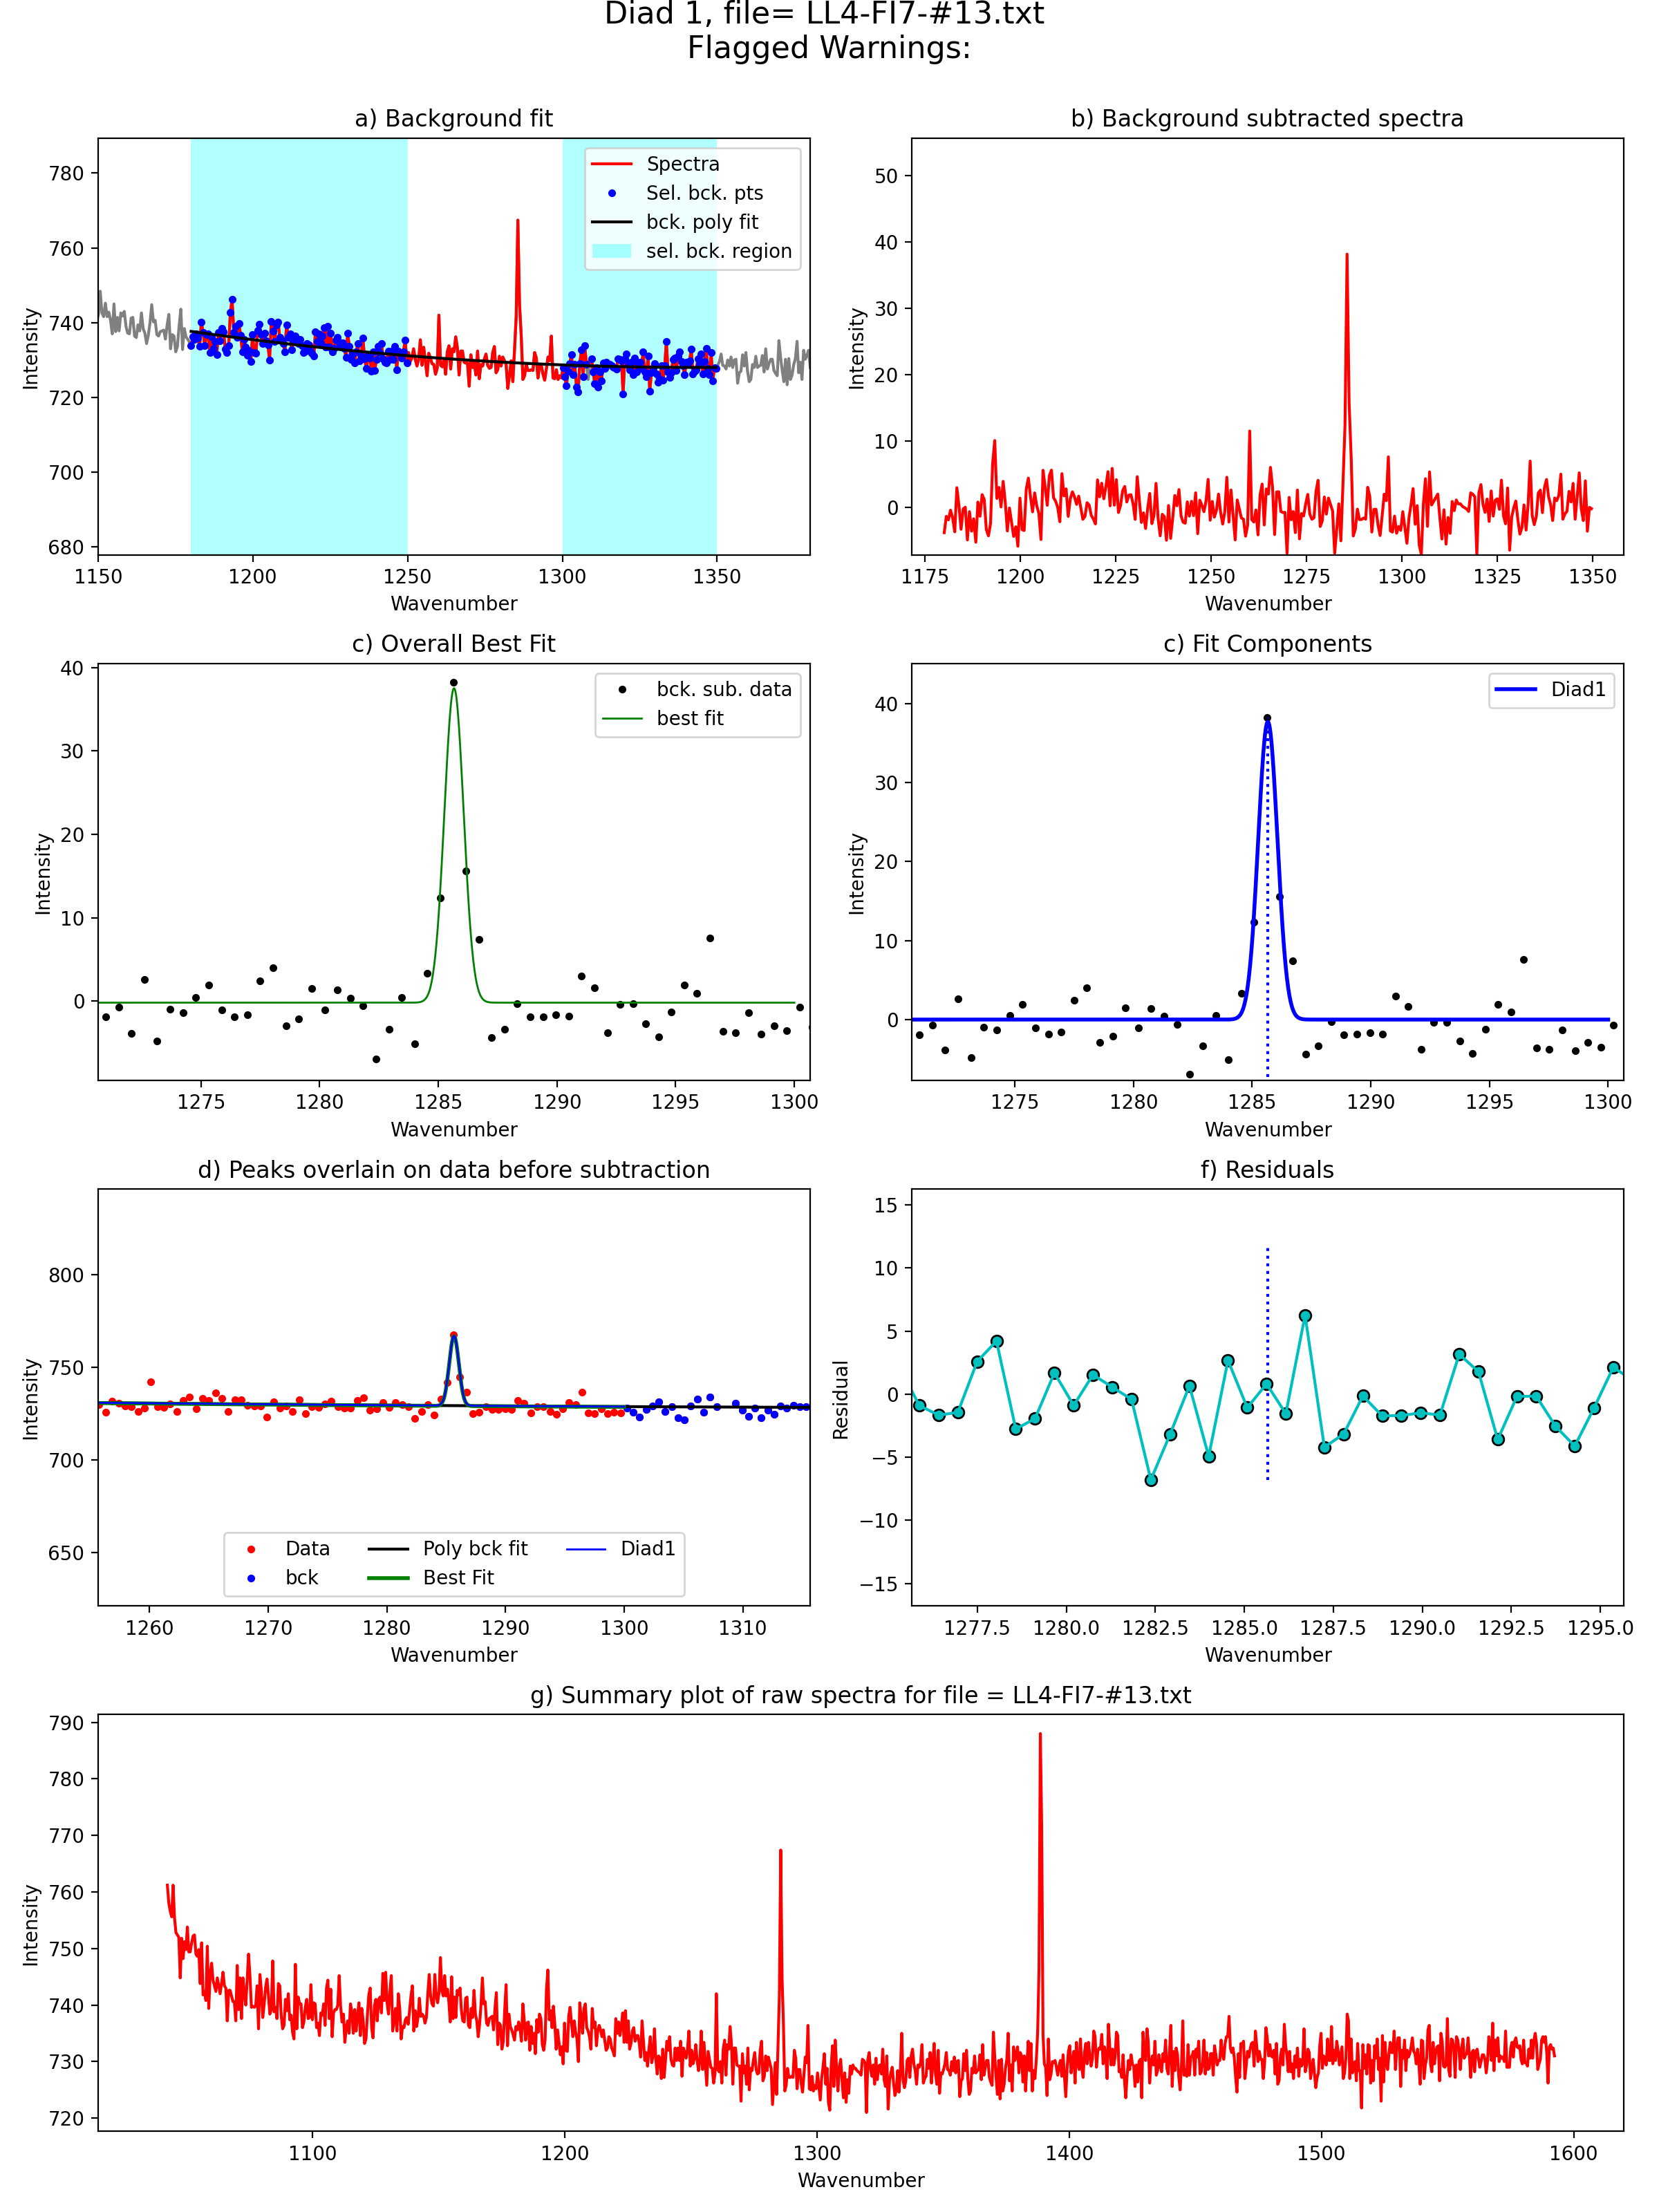 Diad 1, file= LL4-FI7-#13.txt
Flagged Warnings:
a) Background fit
780
760
740
720
700
680
Intensity
Spectra
Sel. bck. pts
bck. poly fit
sel. bck. region
1150 1200 1250 1300 1350
Wavenumber
b) Background subtracted spectra
50
40
30
20
10
0
Intensity
1175 1200 1225 1250 1275 1300 1325 1350
Wavenumber
c) Overall Best Fit
40
30
20
10
0
Intensity
bck. sub. data
best fit
1275 1280 1285 1290 1295 1300
Wavenumber
c) Fit Components
40
30
20
10
0
Intensity
Diad1
1275 1280 1285 1290 1295 1300
Wavenumber
d) Peaks overlain on data before subtraction
800
750
700
650
Intensity
Data
bck
Poly bck fit
Best Fit
Diad1
1260 1270 1280 1290 1300 1310
Wavenumber
f) Residuals
15
10
5
0
−5
−10
−15
Residual
1277.5 1280.0 1282.5 1285.0 1287.5 1290.0 1292.5 1295.0
Wavenumber
g) Summary plot of raw spectra for file = LL4-FI7-#13.txt
790
780
770
760
750
740
730
720
Intensity
1100 1200 1300 1400 1500 1600
Wavenumber